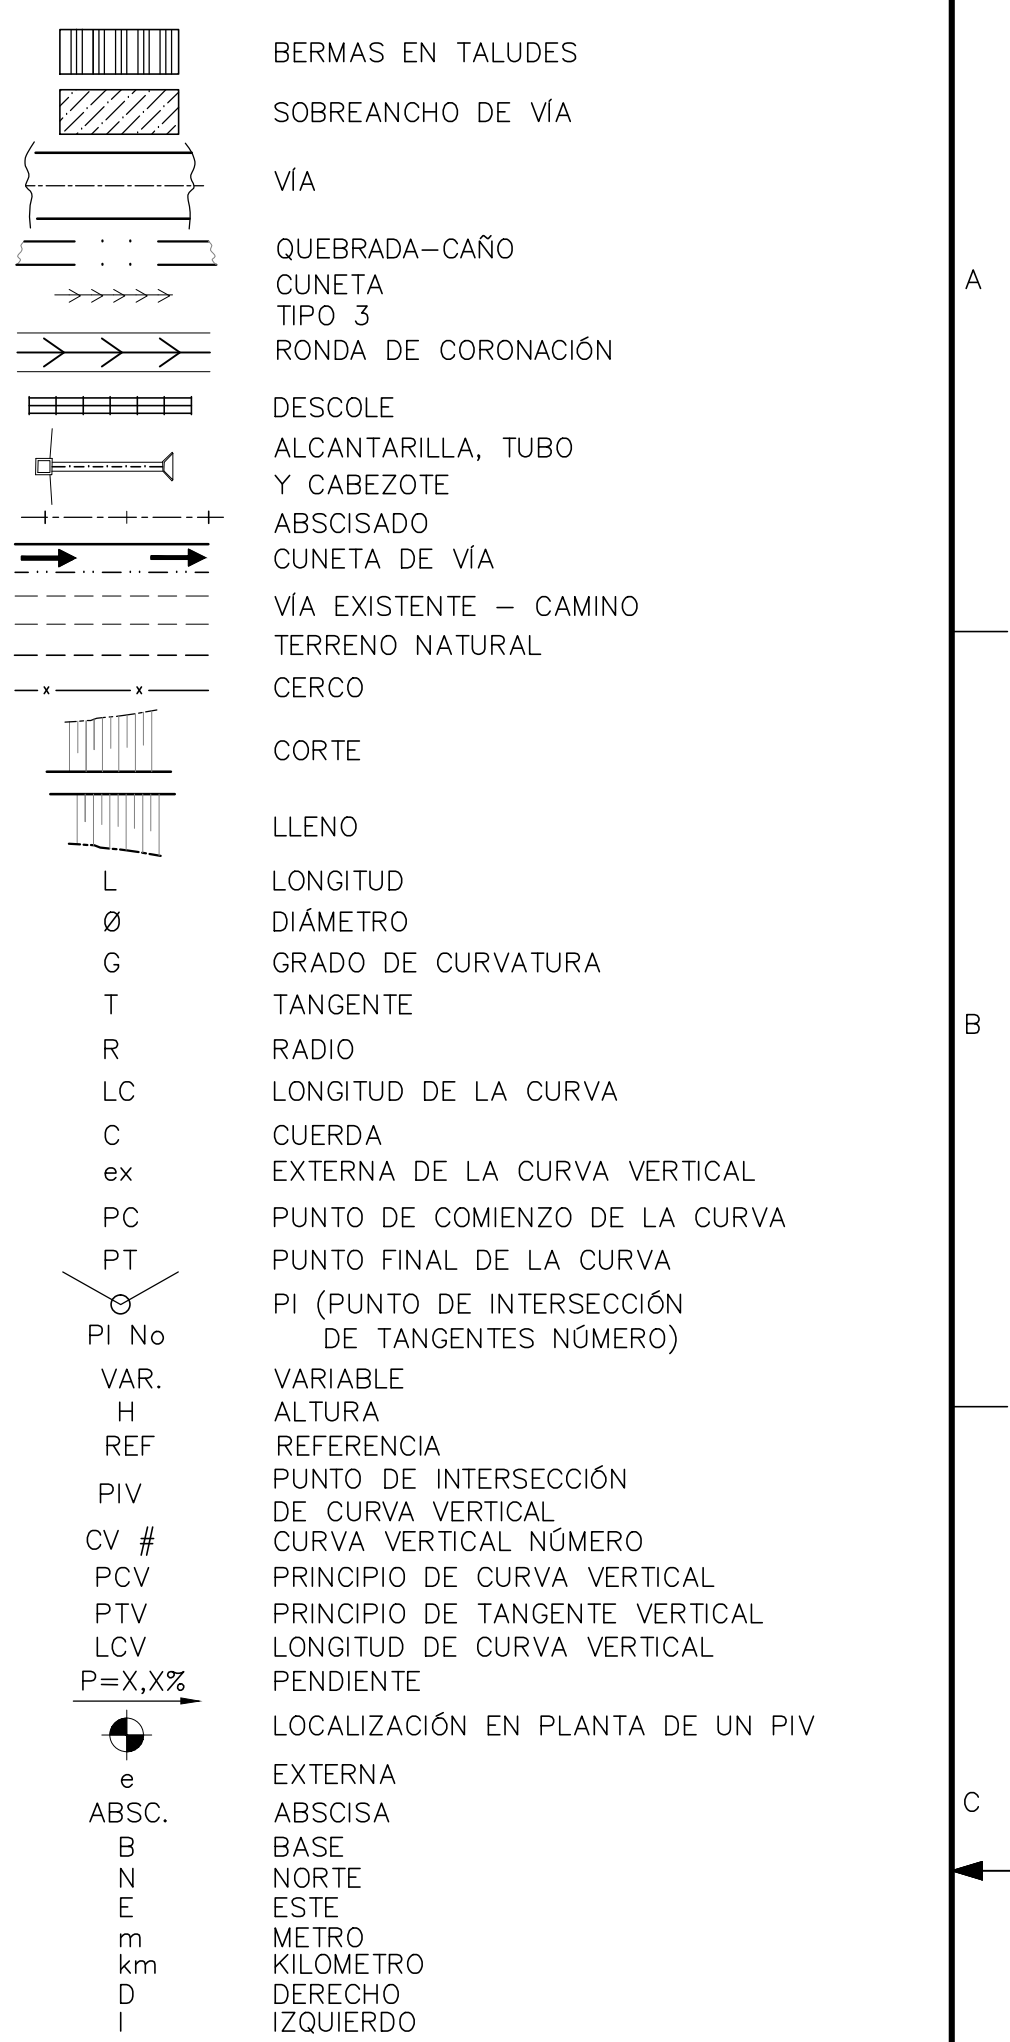 BERMAS EN TALUDES
SOBREANCHO DE VÍA
VÍA
QUEBRADA-CAÑO
CUNETA
TIPO 3
RONDA DE CORONACIÓN
DESCOLE
ALCANTARILLA, TUBO
Y CABEZOTE
ABSCISADO
CUNETA DE VÍA
VÍA EXISTENTE - CAMINO
TERRENO NATURAL
x x CERCO
CORTE
LLENO
L LONGITUD
Ø DIÁMETRO
G GRADO DE CURVATURA
T TANGENTE
R RADIO
LC LONGITUD DE LA CURVA
C CUERDA
ex EXTERNA DE LA CURVA VERTICAL
PC PUNTO DE COMIENZO DE LA CURVA
PT PUNTO FINAL DE LA CURVA
PI (PUNTO DE INTERSECCIÓN
PI No DE TANGENTES NÚMERO)
VAR. VARIABLE
H ALTURA
REF REFERENCIA
PIV PUNTO DE INTERSECCIÓN
DE CURVA VERTICAL
CV # CURVA VERTICAL NÚMERO
PCV PRINCIPIO DE CURVA VERTICAL
PTV PRINCIPIO DE TANGENTE VERTICAL
LCV LONGITUD DE CURVA VERTICAL
P=X,X% PENDIENTE
LOCALIZACIÓN EN PLANTA DE UN PIV
e EXTERNA
ABSC. ABSCISA
B BASE
N NORTE
E ESTE
m METRO
km KILOMETRO
D DERECHO
I IZQUIERDO
A
B
C